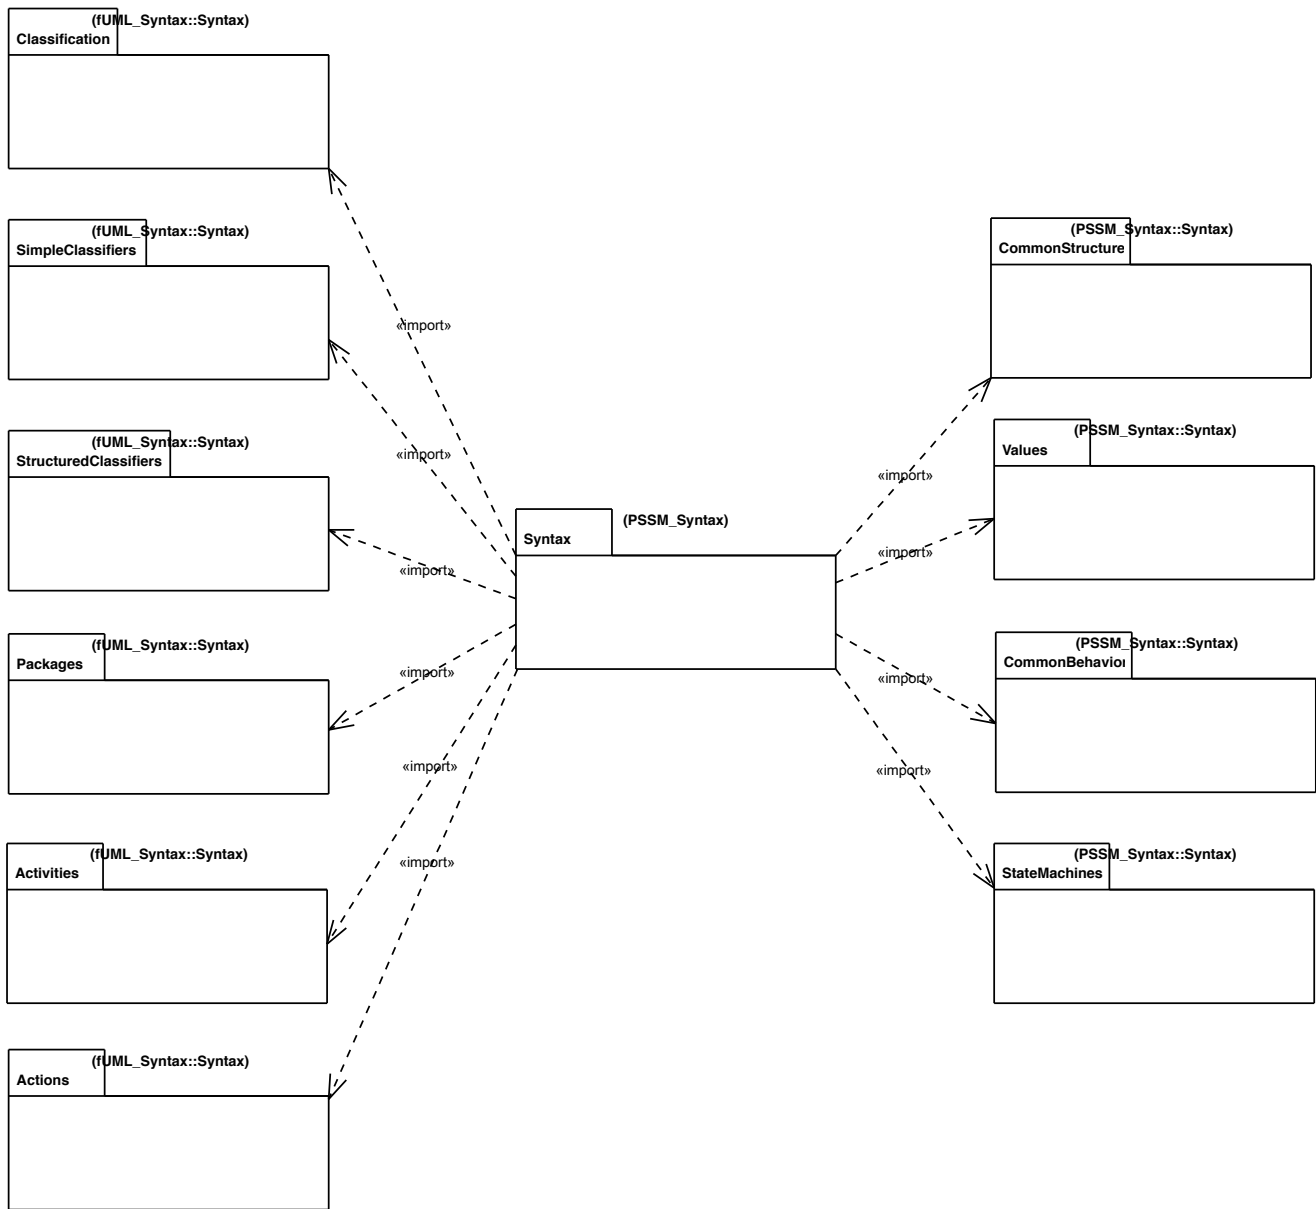 (fUML_Syntax::Syntax)
Classification
(fUML_Syntax::Syntax)
SimpleClassifiers
(fUML_Syntax::Syntax)
StructuredClassifiers
(fUML_Syntax::Syntax)
Packages
(fUML_Syntax::Syntax)
Activities
(fUML_Syntax::Syntax)
Actions
«import»
«import»
«import»
«import»
«import»
«import»
(PSSM_Syntax)
Syntax
«import»
«import»
«import»
«import»
(PSSM_Syntax::Syntax)
CommonStructure
(PSSM_Syntax::Syntax)
Values
(PSSM_Syntax::Syntax)
CommonBehavior
(PSSM_Syntax::Syntax)
StateMachines